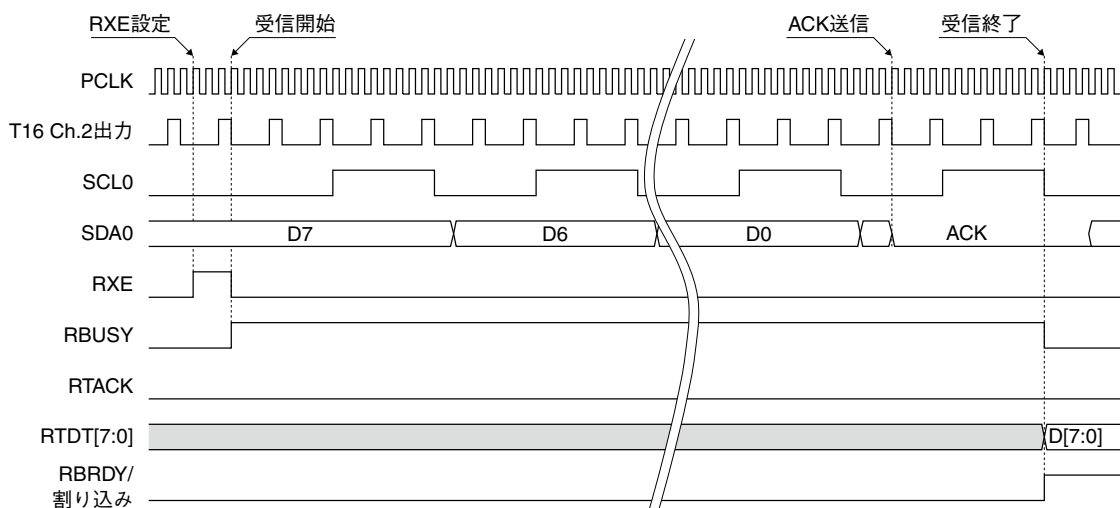 RXE設定
受信開始
ACK送信
受信終了
PCLK
T16 Ch.2出力
SCL0
SDA0
D7
D6
D0
ACK
RXE
RBUSY
RTACK
RTDT[7:0]
D[7:0]
RBRDY/
割り込み